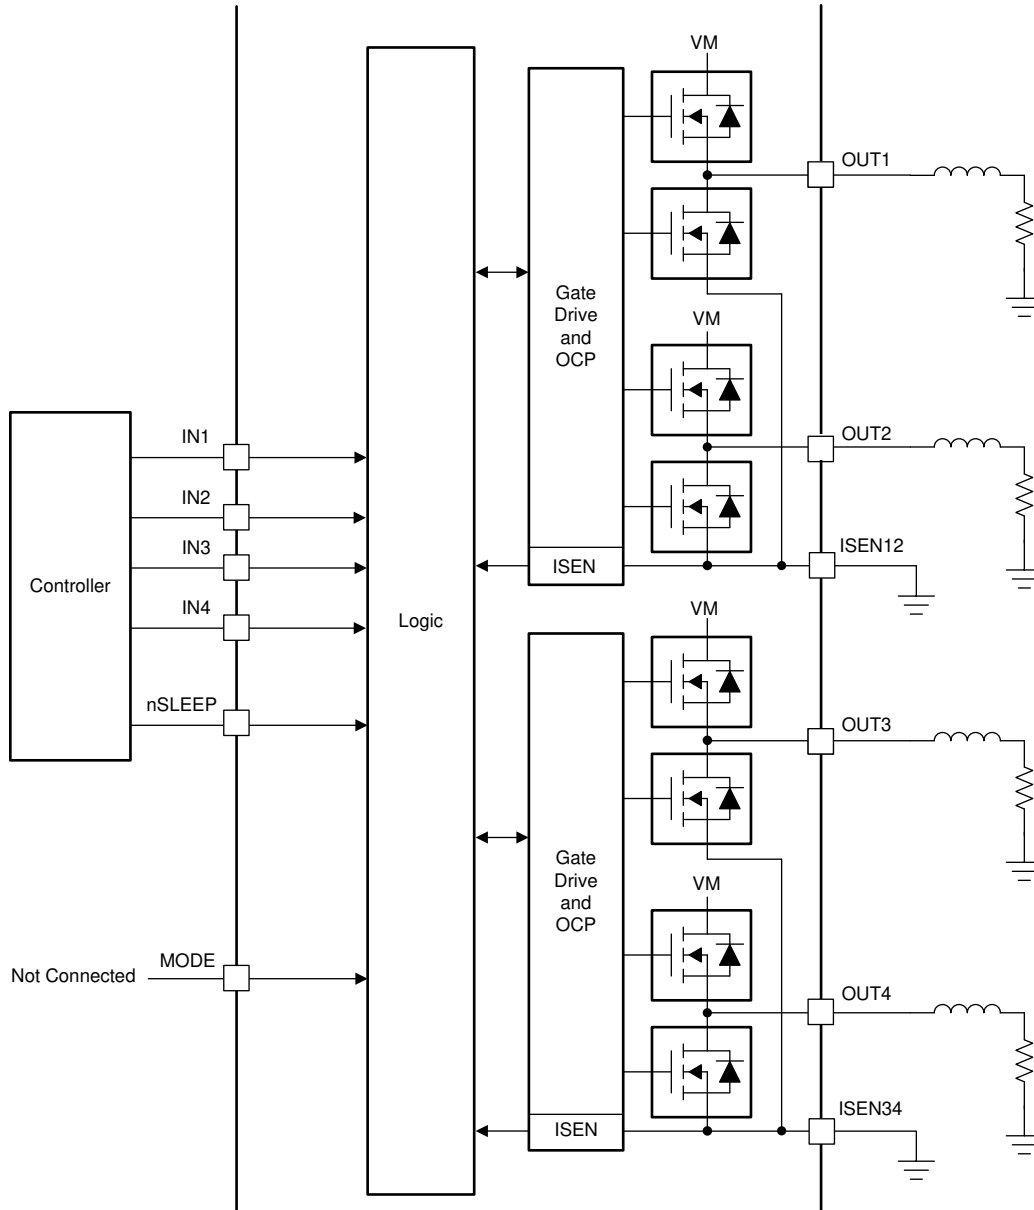 VM
OUT1
Gate
Drive
and
OCP
VM
OUT2
ISEN12
ISEN
IN1
IN2
IN3
IN4
nSLEEP
Controller
Logic
VM
OUT3
Gate
Drive
and
OCP
VM
OUT4
ISEN34
ISEN
Not Connected
MODE